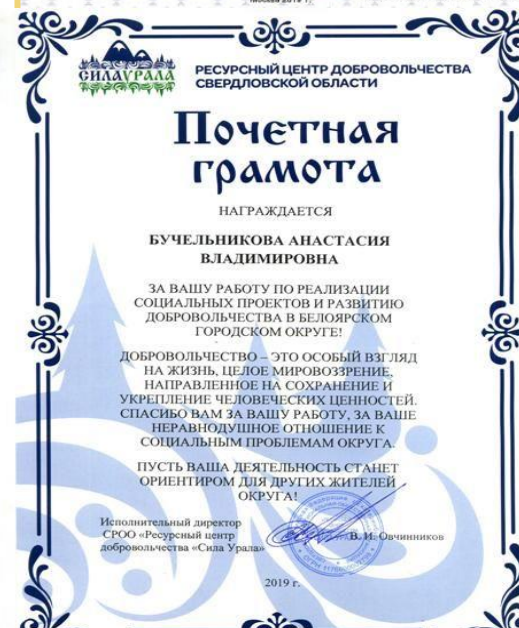 Москва 2019 г.
СИЛА УРАЛА
РЕСУРСНЫЙ ЦЕНТР ДОБРОВОЛЬЧЕСТВА
СВЕРДЛОВСКОЙ ОБЛАСТИ
Почетная
грамота
НАГРАЖДАЕТСЯ
БУЧЕЛЬНИКОВА АНАСТАСИЯ
ВЛАДИМИРОВНА
ЗА ВАШУ РАБОТУ ПО РЕАЛИЗАЦИИ
СОЦИАЛЬНЫХ ПРОЕКТОВ И РАЗВИТИЮ
ДОБРОВОЛЬЧЕСТВА В БЕЛОЯРСКОМ
ГОРОДСКОМ ОКРУГЕ!
ДОБРОВОЛЬЧЕСТВО – ЭТО ОСОБЫЙ ВЗГЛЯД
НА ЖИЗНЬ, ЦЕЛОЕ МИРОВОЗЗРЕНИЕ,
НАПРАВЛЕННОЕ НА СОХРАНЕНИЕ И
УКРЕПЛЕНИЕ ЧЕЛОВЕЧЕСКИХ ЦЕННОСТЕЙ.
СПАСИБО ВАМ ЗА ВАШУ РАБОТУ, ЗА ВАШЕ
НЕРАВНОДУШНОЕ ОТНОШЕНИЕ К
СОЦИАЛЬНЫМ ПРОБЛЕМАМ ОКРУГА.
ПУСТЬ ВАША ДЕЯТЕЛЬНОСТЬ СТАНЕТ
ОРИЕНТИРОМ ДЛЯ ДРУГИХ ЖИТЕЛЕЙ
ОКРУГА!
Исполнительный директор
СРОО «Ресурсный центр
добровольчества «Сила Урала»
В. И. Овчинников
2019 г.